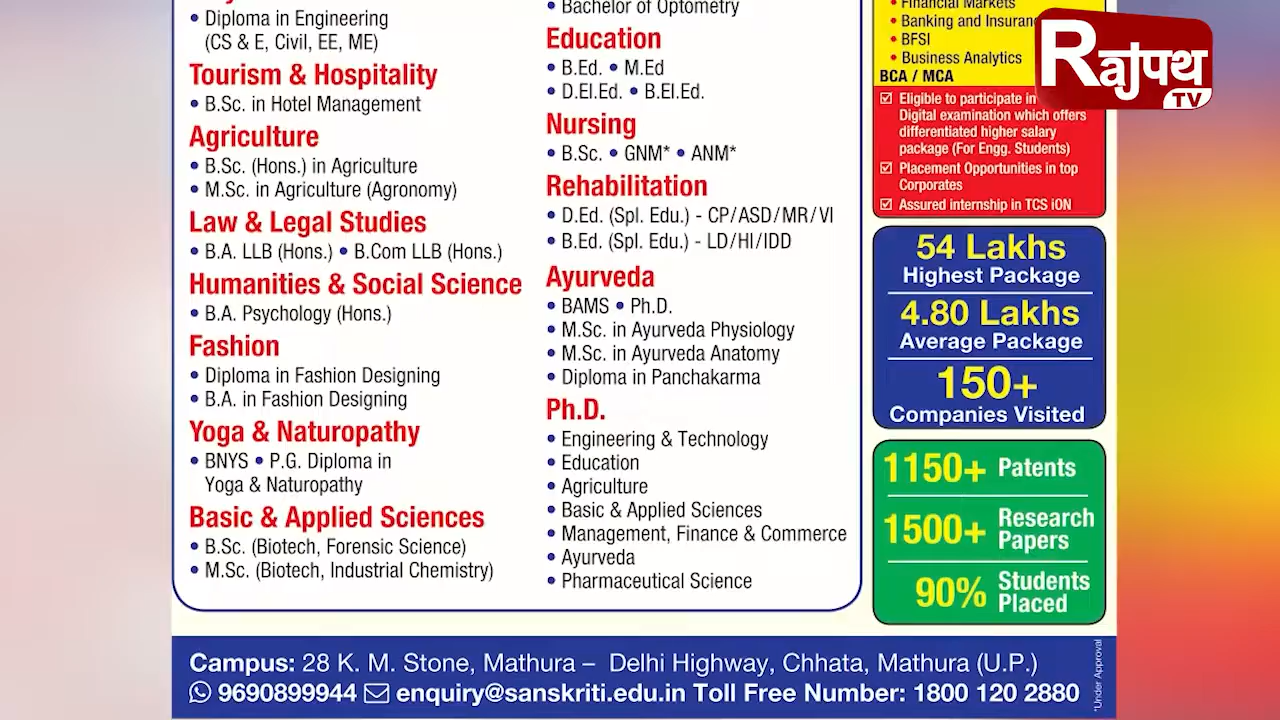 • Diploma in Engineering
(CS & E, Civil, EE, ME)
Tourism & Hospitality
• B.Sc. in Hotel Management
Agriculture
• B.Sc. (Hons.) in Agriculture
• M.Sc. in Agriculture (Agronomy)
Law & Legal Studies
• B.A. LLB (Hons.) • B.Com LLB (Hons.)
Humanities & Social Science
• B.A. Psychology (Hons.)
Fashion
• Diploma in Fashion Designing
• B.A. in Fashion Designing
Yoga & Naturopathy
• BNYS • P.G. Diploma in
Yoga & Naturopathy
Basic & Applied Sciences
• B.Sc. (Biotech, Forensic Science)
• M.Sc. (Biotech, Industrial Chemistry)
• Bachelor of Optometry
Education
• B.Ed. • M.Ed
• D.El.Ed. • B.El.Ed.
Nursing
• B.Sc. • GNM* • ANM*
Rehabilitation
• D.Ed. (Spl. Edu.) - CP/ASD/MR/VI
• B.Ed. (Spl. Edu.) - LD/HI/IDD
Ayurveda
• BAMS • Ph.D.
• M.Sc. in Ayurveda Physiology
• M.Sc. in Ayurveda Anatomy
• Diploma in Panchakarma
Ph.D.
• Engineering & Technology
• Education
• Agriculture
• Basic & Applied Sciences
• Management, Finance & Commerce
• Ayurveda
• Pharmaceutical Science
• Financial Markets
• Banking and
• BFSI
• Business Analytics
BCA / MCA
Eligible to participate in
Digital examination which offers
differentiated higher salary
package (For Engg. Students)
Placement Opportunities in top
Corporates
Assured internship in TCS iON
54 Lakhs
Highest Package
4.80 Lakhs
Average Package
150+
Companies Visited
1150+ Patents
1500+ Research
Papers
90% Students
Placed
Rajपथ
TV
Campus: 28 K. M. Stone, Mathura – Delhi Highway, Chhata, Mathura (U.P.)
9690899944 enquiry@sanskriti.edu.in Toll Free Number: 1800 120 2880
*Under Approval